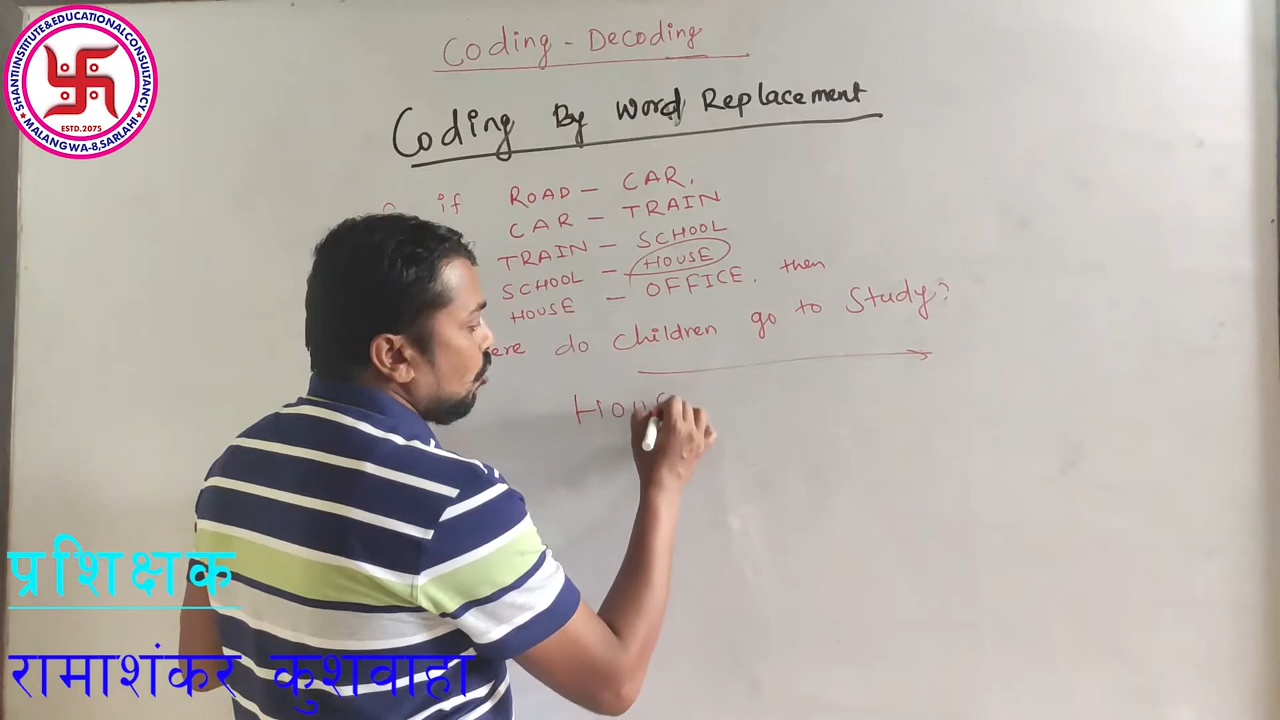 SHANTI INSTITUTE & EDUCATIONAL CONSULTANCY
ESTD.2075
MALANGWA-8, SARLAHI
Coding - Decoding
Coding By Word Replacement
if ROAD - CAR,
CAR - TRAIN
TRAIN - SCHOOL
SCHOOL - HOUSE
HOUSE - OFFICE, then
do children go to Study?
प्रशिक्षक
रामाशंकर कुशवाहा